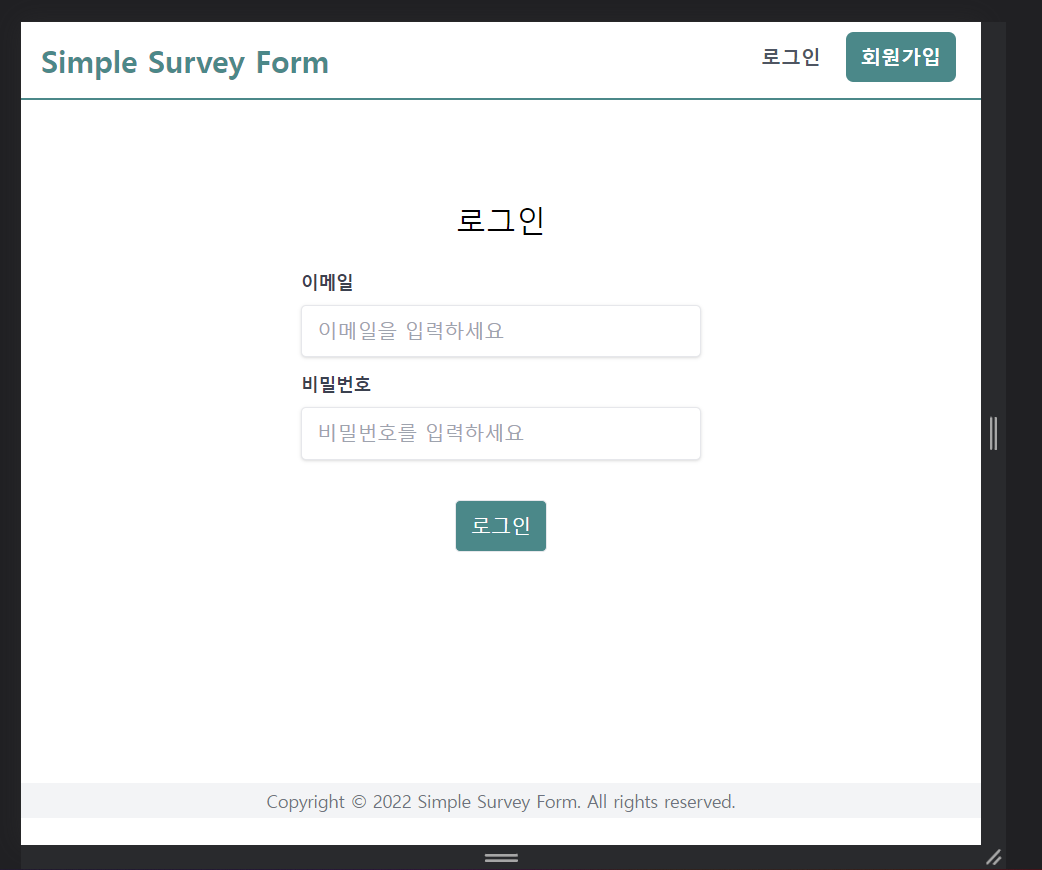 Simple Survey Form
로그인
회원가입
로그인
이메일
이메일을 입력하세요
비밀번호
비밀번호를 입력하세요
로그인
Copyright © 2022 Simple Survey Form. All rights reserved.